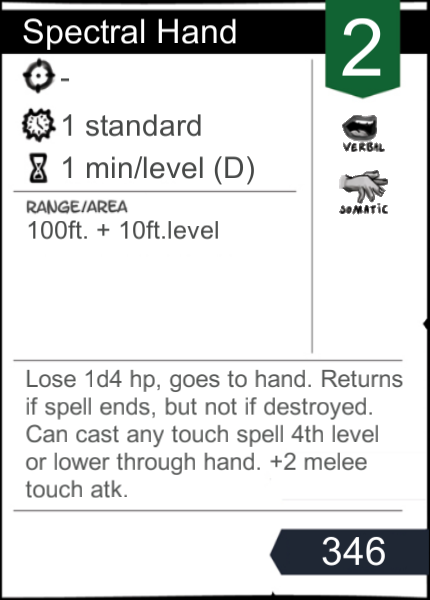 Spectral Hand
2
-
1 standard
1 min/level (D)
VERBAL
SOMATIC
RANGE/AREA
100ft. + 10ft.level
Lose 1d4 hp, goes to hand. Returns
if spell ends, but not if destroyed.
Can cast any touch spell 4th level
or lower through hand. +2 melee
touch atk.
346